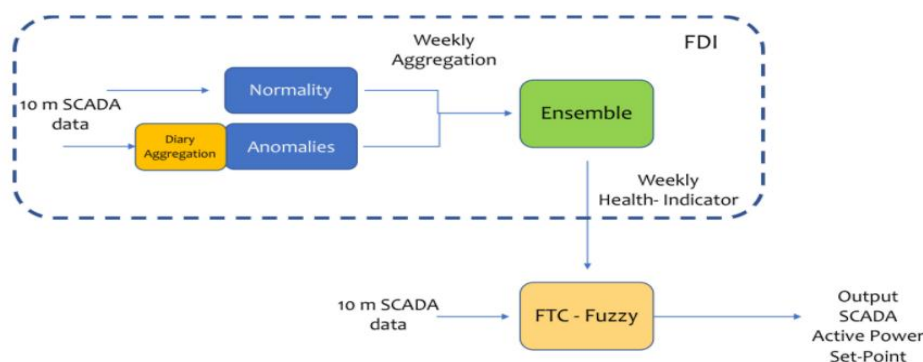 Weekly
Aggregation
FDI
10 m SCADA
data
Normality
Diary
Aggregation
Anomalies
Ensemble
Weekly
Health- Indicator
10 m SCADA
data
FTC - Fuzzy
Output
SCADA
Active Power
Set-Point